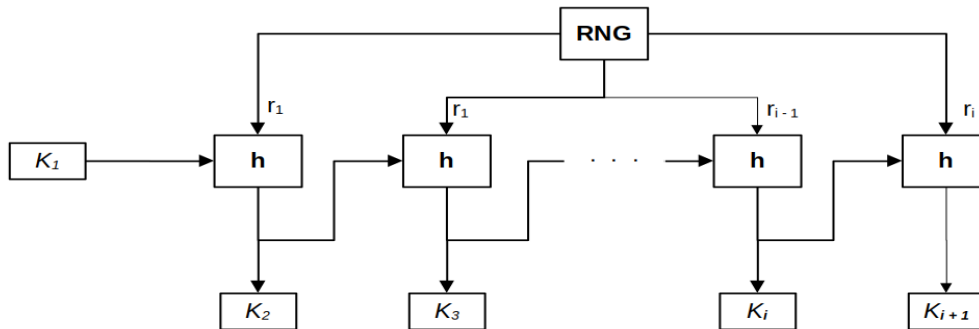 RNG
r₁ r₁ rᵢ₋₁ rᵢ
K₁ h h . . . . h h
K₂ K₃ Kᵢ Kᵢ₊₁